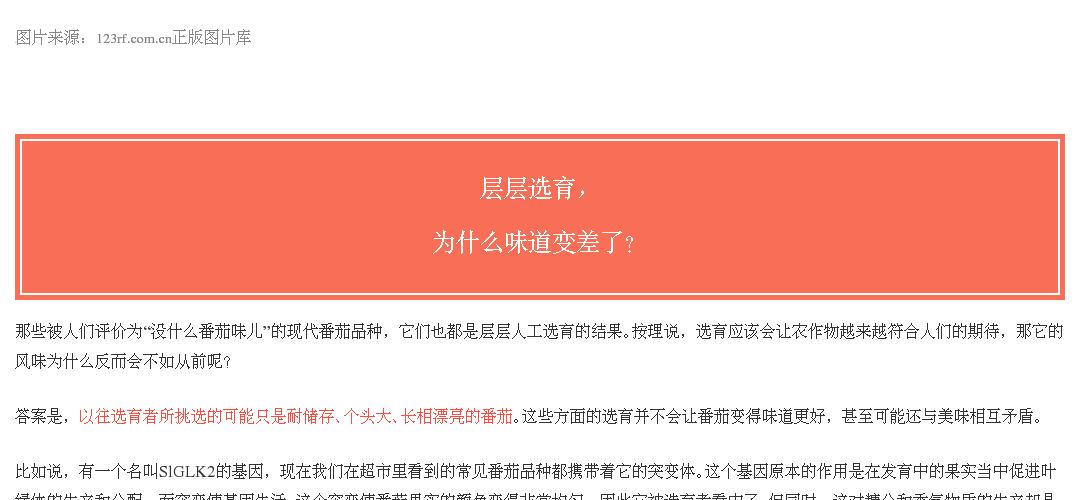 图片来源：123rf.com.cn正版图片库
层层选育，
为什么味道变差了？
那些被人们评价为“没什么番茄味儿”的现代番茄品种，它们也都是层层人工选育的结果。按理说，选育应该会让农作物越来越符合人们的期待，那它的
风味为什么反而会不如从前呢？
答案是，以往选育者所挑选的可能只是耐储存、个头大、长相漂亮的番茄。这些方面的选育并不会让番茄变得味道更好，甚至可能还与美味相互矛盾。
比如说，有一个名叫SlGLK2的基因，现在我们在超市里看到的常见番茄品种都携带着它的突变体。这个基因原本的作用是在发育中的果实当中促进叶